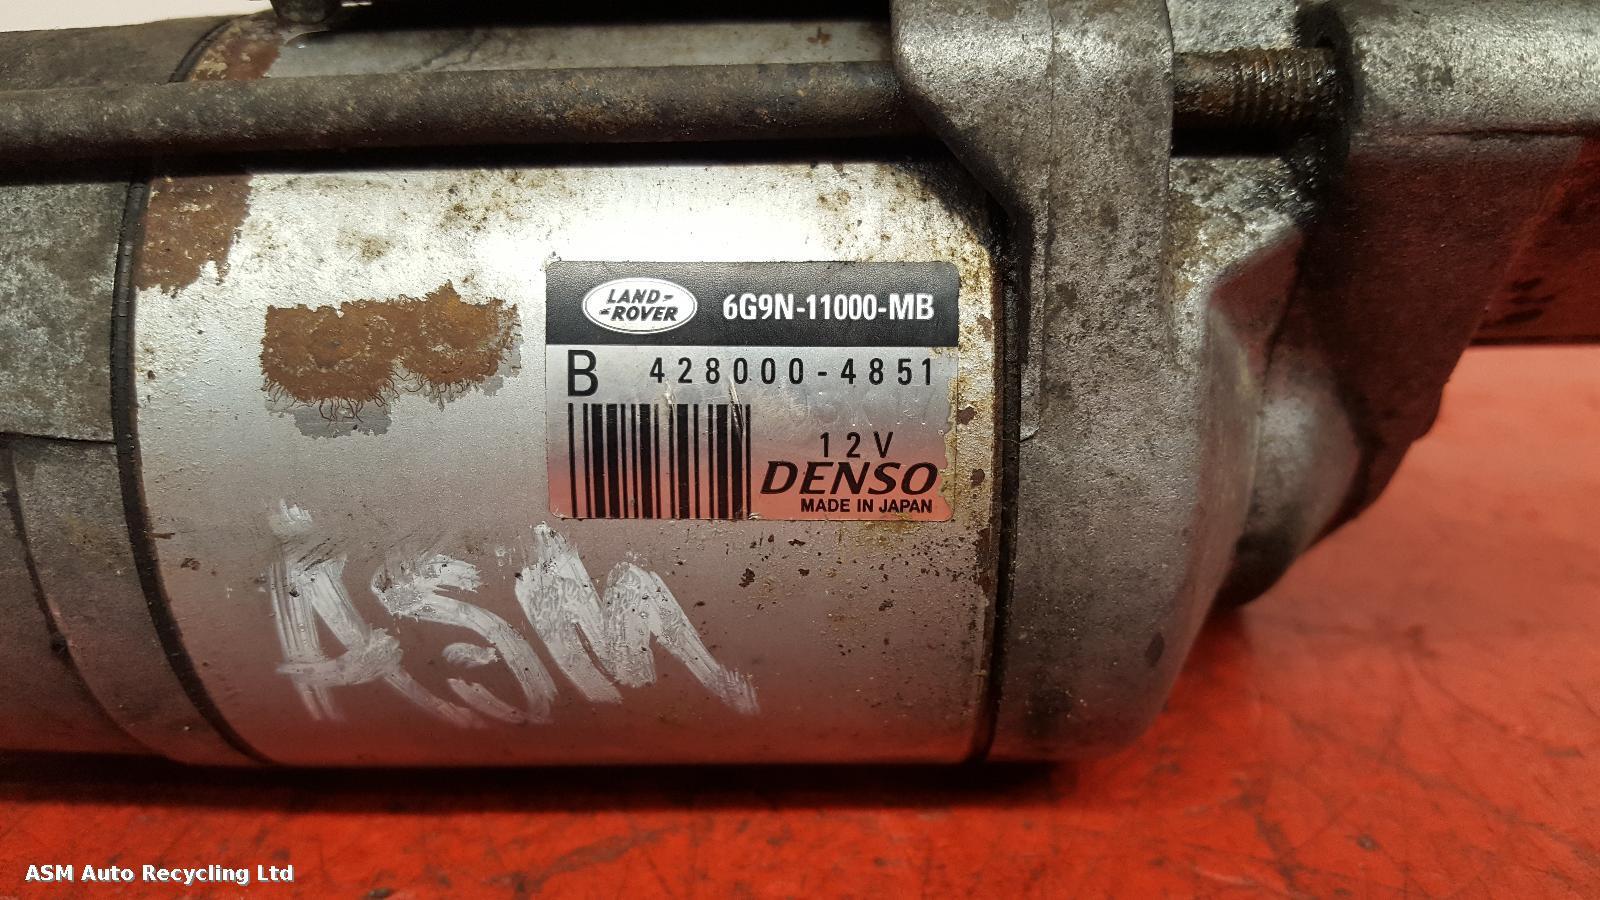 LAND-
-ROVER
6G9N-11000-MB
B 428000-4851
12V
DENSO
MADE IN JAPAN
ASM
ASM Auto Recycling Ltd